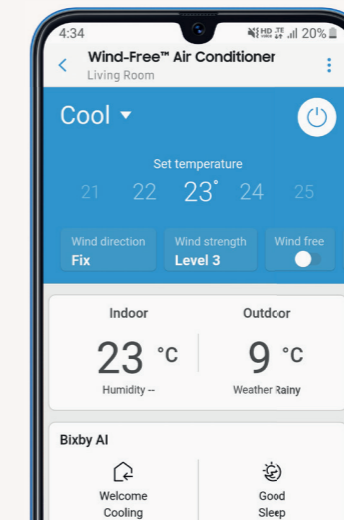 4:34 20%
Wind-Free™ Air Conditioner
Living Room
Cool
Set temperature
21 22 23° 24 25
Wind direction Wind strength Wind free
Fix Level 3
Indoor Outdoor
23 °C 9 °C
Humidity -- Weather Rainy
Bixby AI
Welcome Good
Cooling Sleep